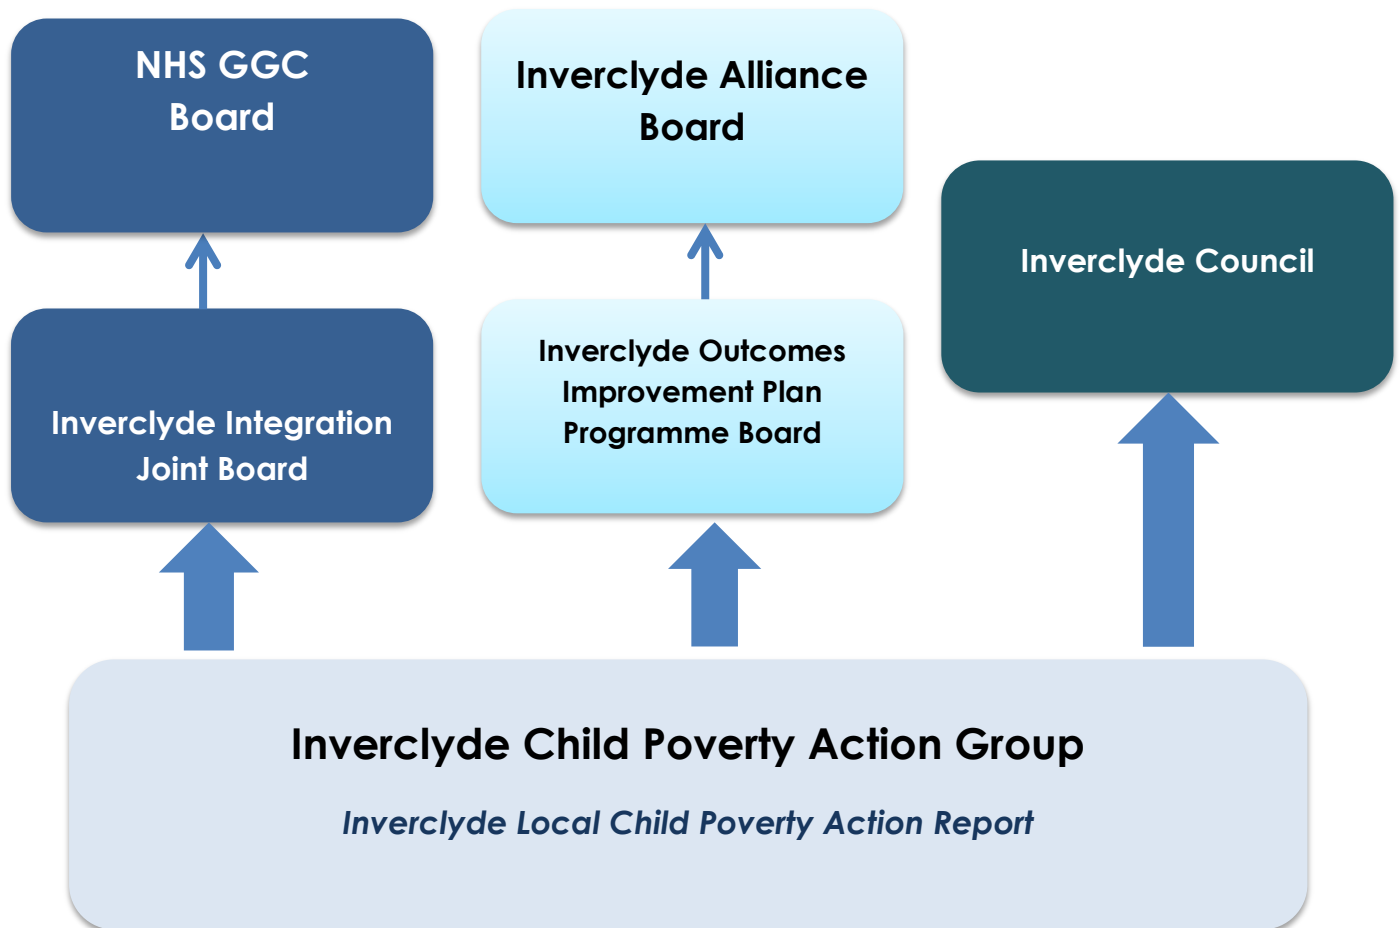 NHS GGC
Board
Inverclyde Alliance
Board
Inverclyde Council
Inverclyde Integration
Joint Board
Inverclyde Outcomes
Improvement Plan
Programme Board
Inverclyde Child Poverty Action Group
Inverclyde Local Child Poverty Action Report